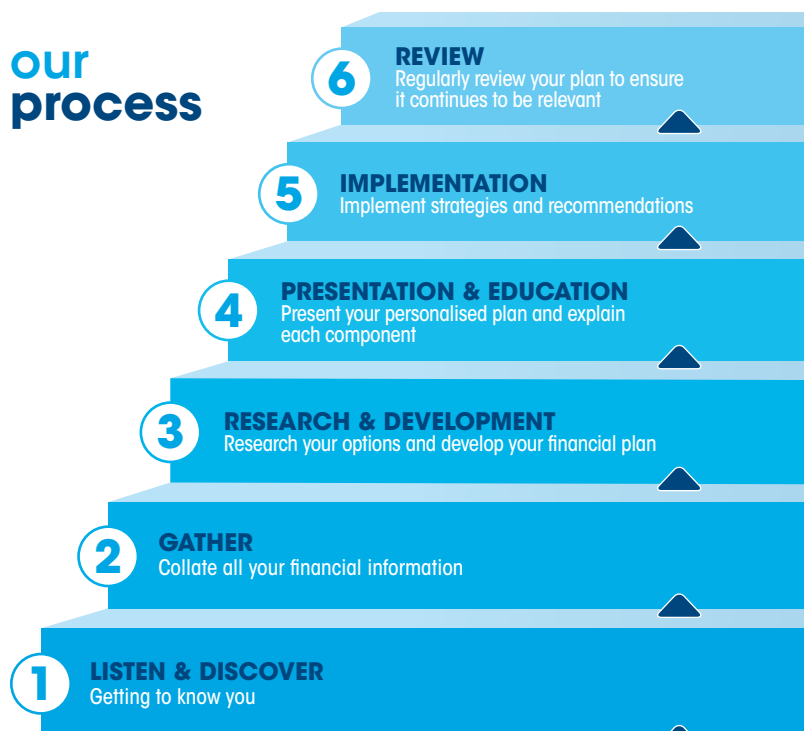 our
process
6
REVIEW
Regularly review your plan to ensure
it continues to be relevant
5
IMPLEMENTATION
Implement strategies and recommendations
4
PRESENTATION & EDUCATION
Present your personalised plan and explain
each component
3
RESEARCH & DEVELOPMENT
Research your options and develop your financial plan
2
GATHER
Collate all your financial information
1
LISTEN & DISCOVER
Getting to know you